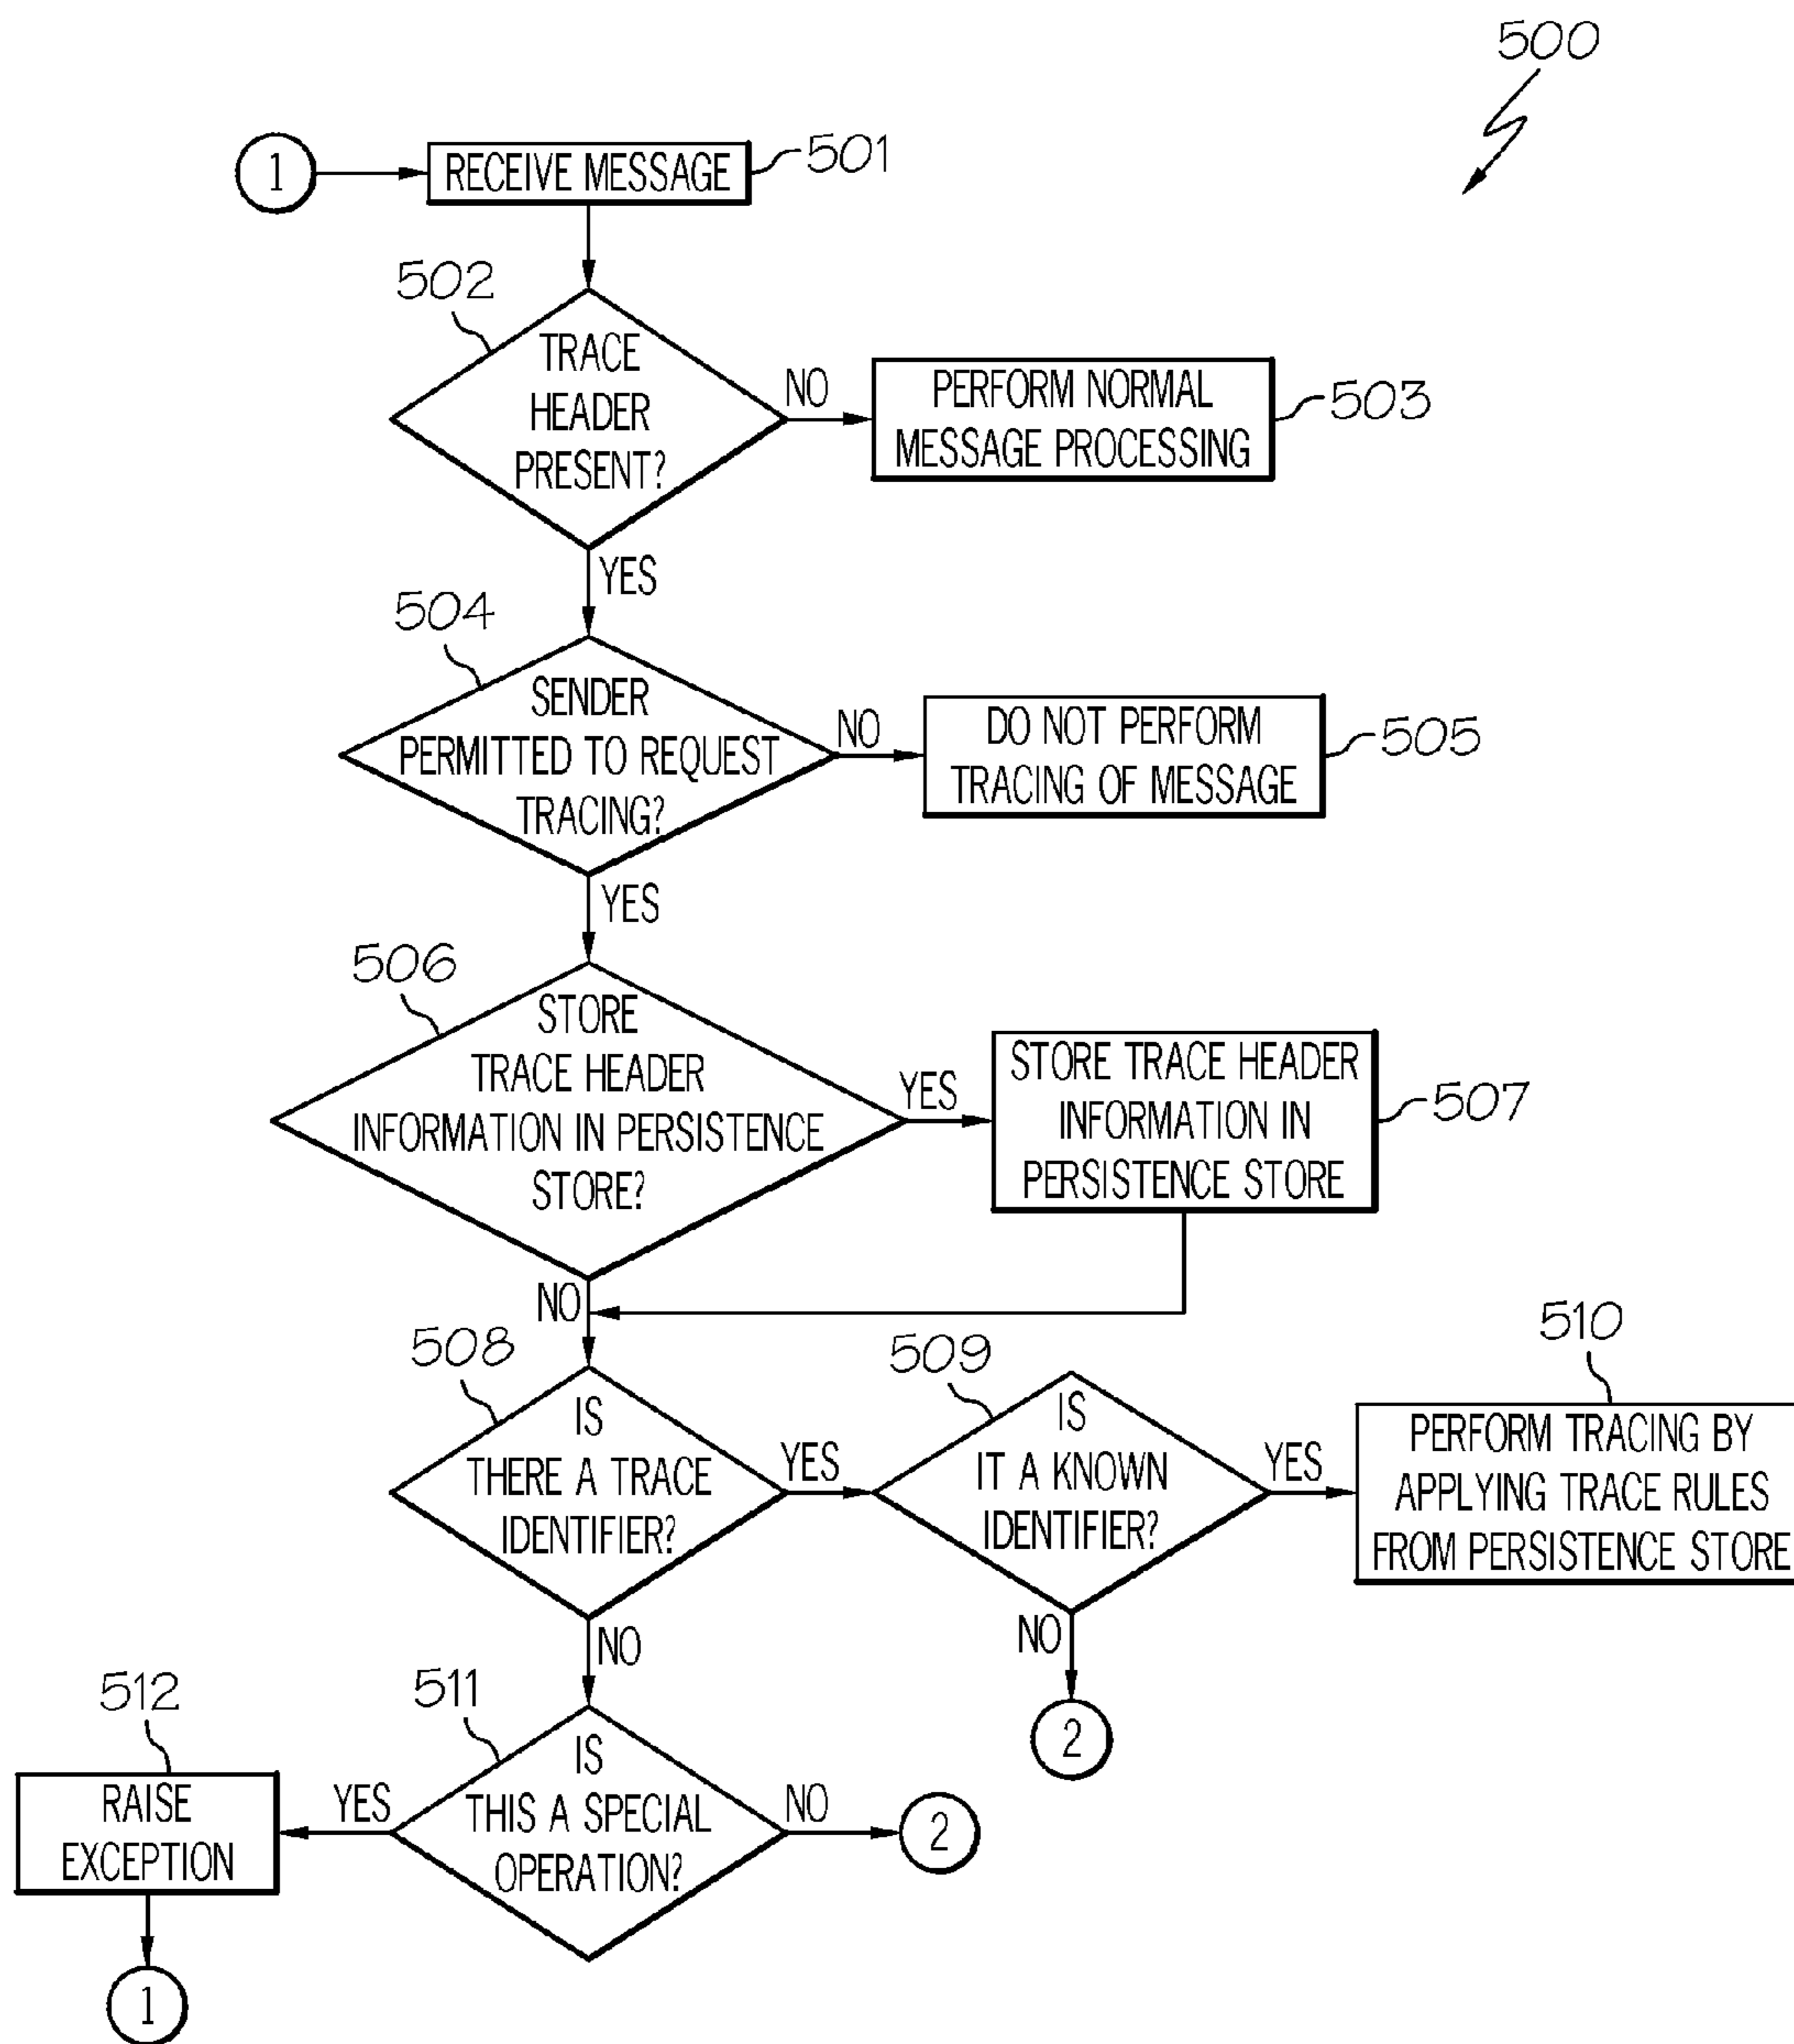 500
1
RECEIVE MESSAGE
501
502
TRACE
HEADER
PRESENT?
NO
PERFORM NORMAL
MESSAGE PROCESSING
503
YES
504
SENDER
PERMITTED TO REQUEST
TRACING?
NO
DO NOT PERFORM
TRACING OF MESSAGE
505
YES
506
STORE
TRACE HEADER
INFORMATION IN PERSISTENCE
STORE?
YES
STORE TRACE HEADER
INFORMATION IN
PERSISTENCE STORE
507
NO
508
IS
THERE A TRACE
IDENTIFIER?
YES
509
IS
IT A KNOWN
IDENTIFIER?
YES
510
PERFORM TRACING BY
APPLYING TRACE RULES
FROM PERSISTENCE STORE
NO
2
NO
511
IS
THIS A SPECIAL
OPERATION?
NO
2
YES
512
RAISE
EXCEPTION
1